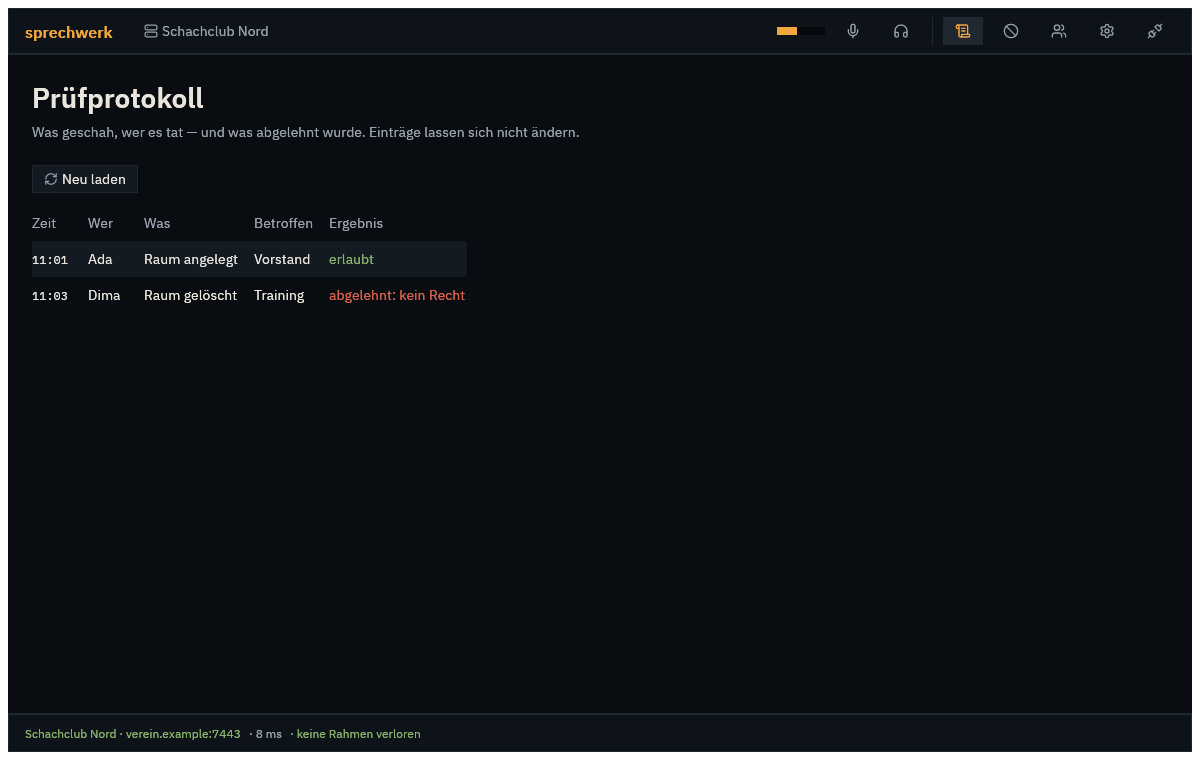 sprechwerk Schachclub Nord
Prüfprotokoll
Was geschah, wer es tat — und was abgelehnt wurde. Einträge lassen sich nicht ändern.
Neu laden
Zeit Wer Was Betroffen Ergebnis
11:01 Ada Raum angelegt Vorstand erlaubt
11:03 Dima Raum gelöscht Training abgelehnt: kein Recht
Schachclub Nord · verein.example:7443 · 8 ms · keine Rahmen verloren